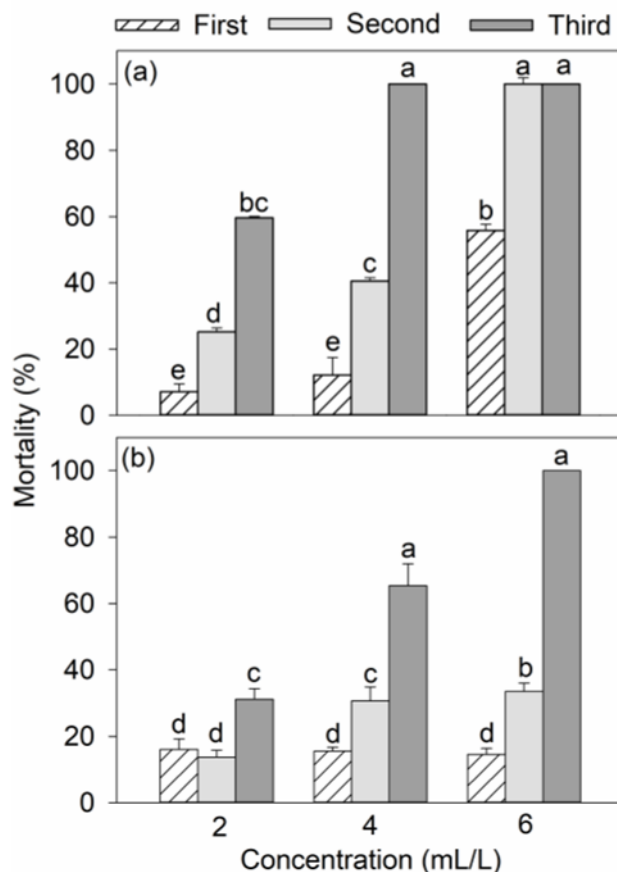 First Second Third
(a)
100
80
60
40
20
0
e d bc
e c a
b a a
Mortality (%)
(b)
100
80
60
40
20
0
d d c
d c a
d b a
2 4 6
Concentration (mL/L)